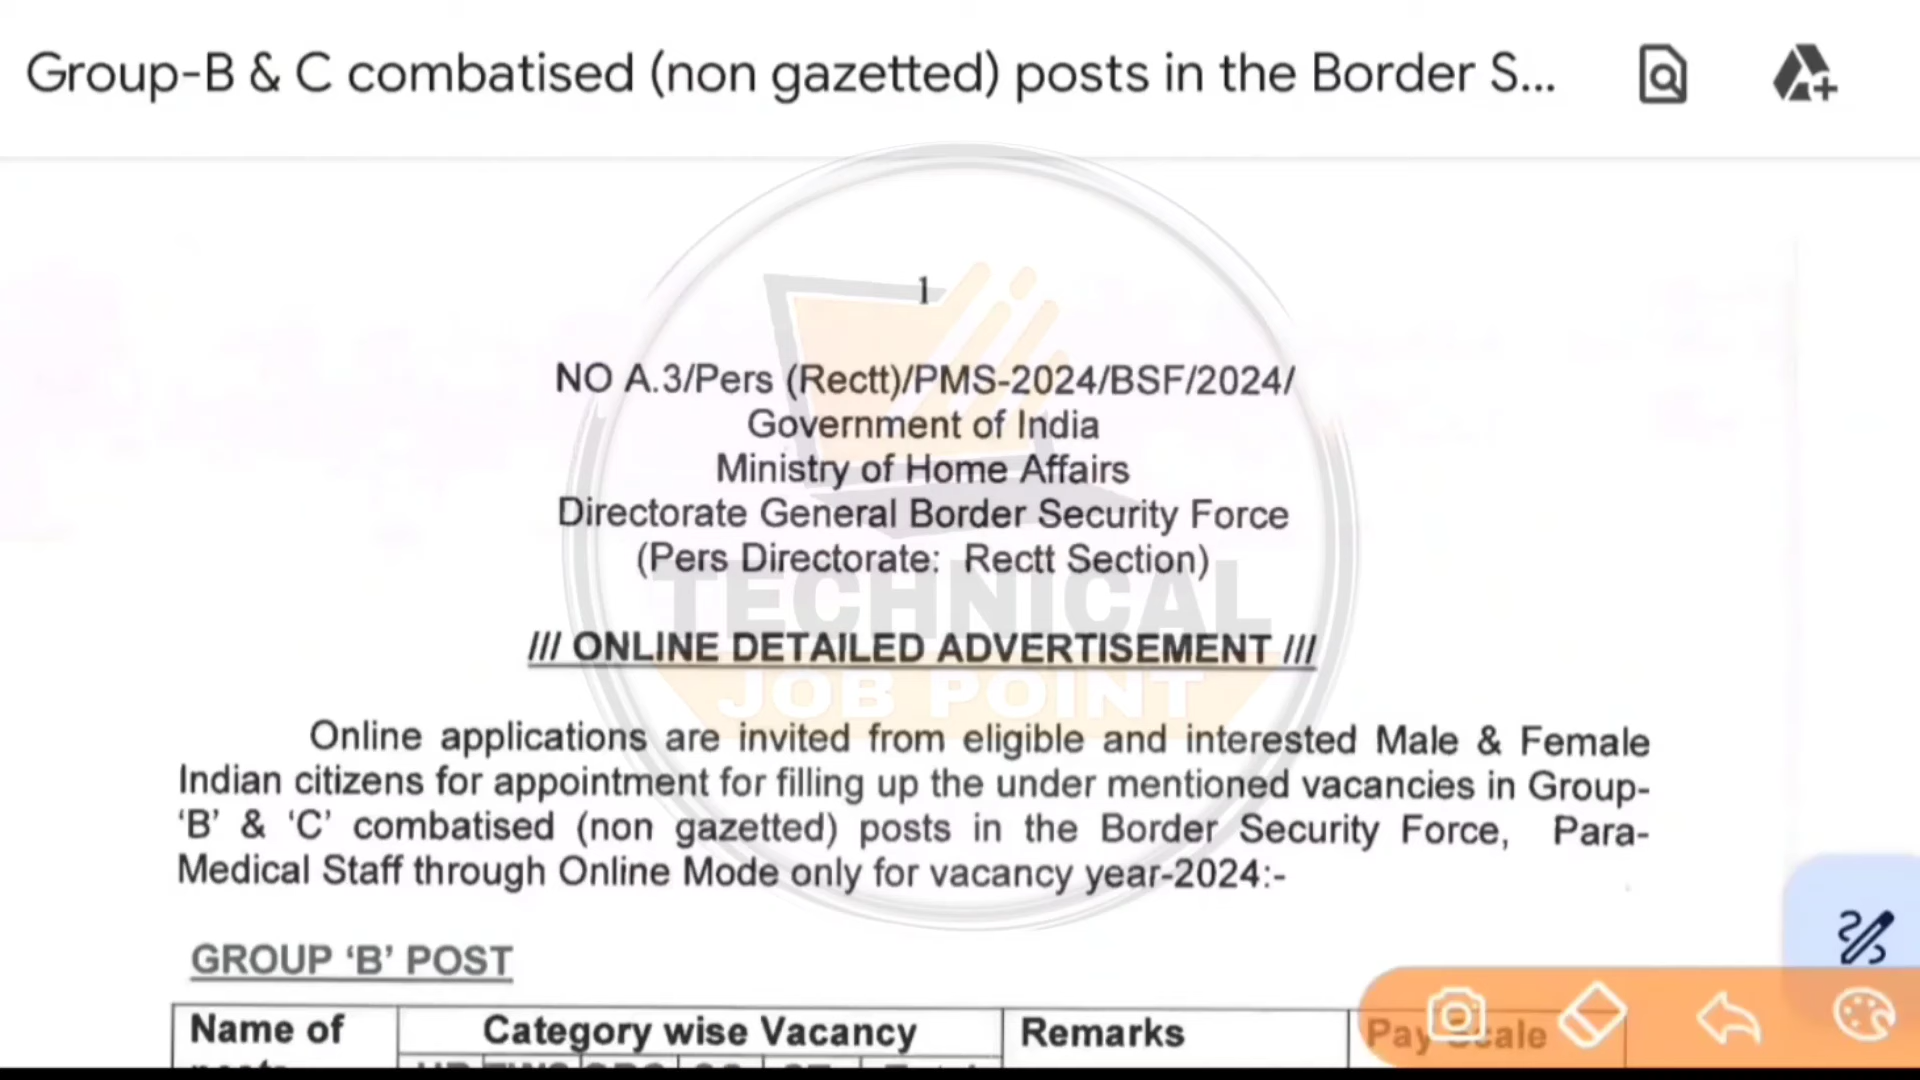 Group-B & C combatised (non gazetted) posts in the Border S...
1
NO A.3/Pers (Rectt)/PMS-2024/BSF/2024/
Government of India
Ministry of Home Affairs
Directorate General Border Security Force
(Pers Directorate: Rectt Section)
TECHNICAL
/// ONLINE DETAILED ADVERTISEMENT ///
JOB POINT
Online applications are invited from eligible and interested Male & Female
Indian citizens for appointment for filling up the under mentioned vacancies in Group-
‘B’ & ‘C’ combatised (non gazetted) posts in the Border Security Force, Para-
Medical Staff through Online Mode only for vacancy year-2024:-
GROUP ‘B’ POST
Name of Category wise Vacancy Remarks Pay Scale